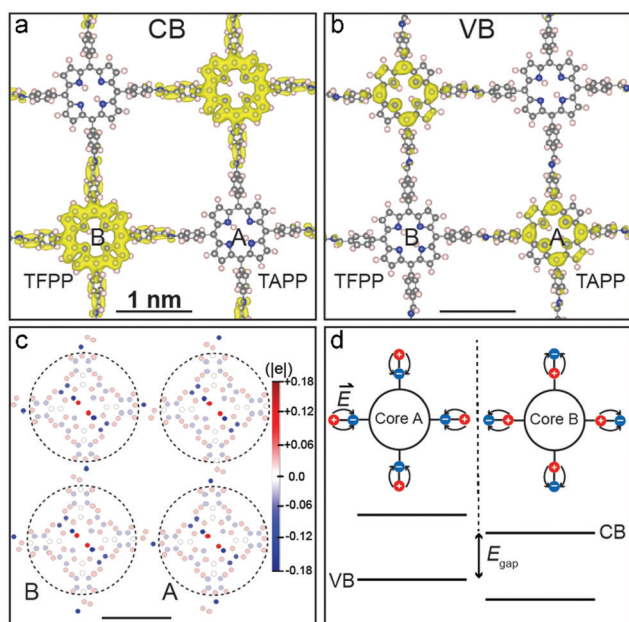 a
CB
B
A
TFPP
TAPP
1 nm
b
VB
B
A
TFPP
TAPP
c
(|e|)
+0.18
+0.12
+0.06
0.0
-0.06
-0.12
-0.18
B
A
d
E
+
−
− +
Core A
+ −
− +
−
+
−
+
Core B
− +
+ −
+
−
CB
E gap
VB